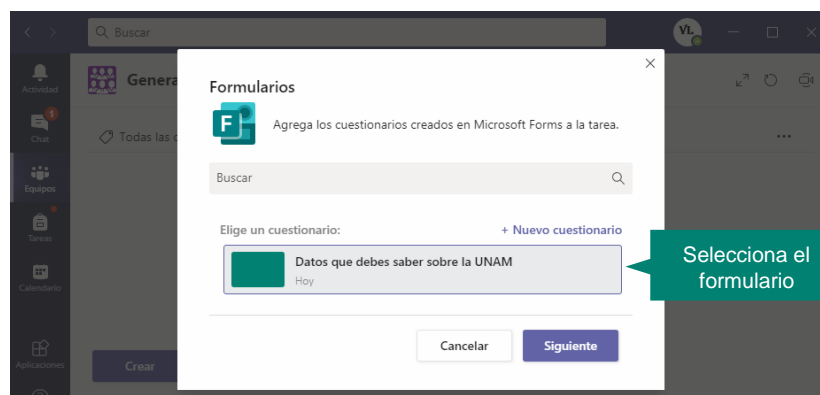 Buscar
VL
Actividad
Genera
Formularios
F
Agrega los cuestionarios creados en Microsoft Forms a la tarea.
1
Chat
Todas las c
...
Buscar
Equipos
Elige un cuestionario:
+ Nuevo cuestionario
Tareas
Datos que debes saber sobre la UNAM
Hoy
Selecciona el
formulario
Calendario
Cancelar
Siguiente
Aplicaciones
Crear